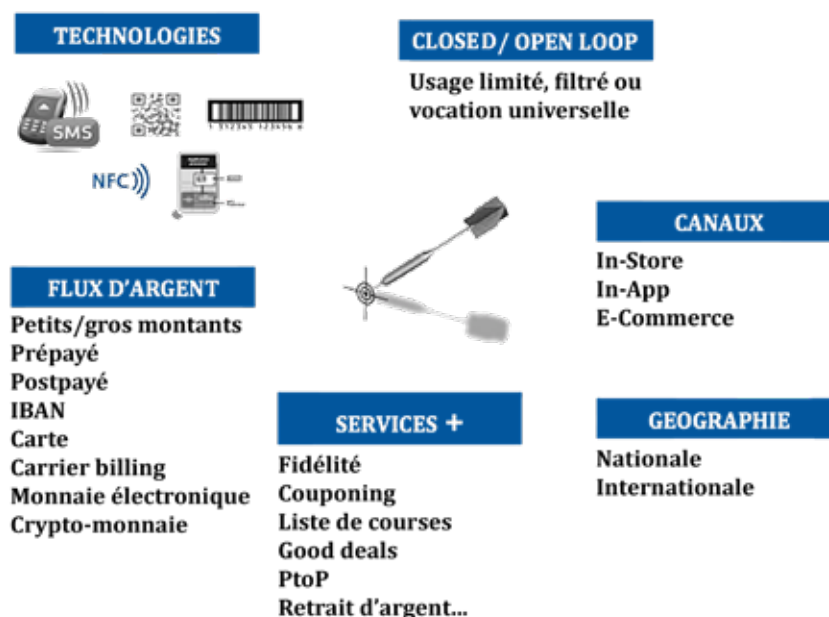 TECHNOLOGIES
SMS
NFC
CLOSED/ OPEN LOOP
Usage limité, filtré ou
vocation universelle
CANAUX
In-Store
In-App
E-Commerce
FLUX D'ARGENT
Petits/gros montants
Prépayé
Postpayé
IBAN
Carte
Carrier billing
Monnaie électronique
Crypto-monnaie
SERVICES +
Fidélité
Couponing
Liste de courses
Good deals
PtoP
Retrait d'argent...
GEOGRAPHIE
Nationale
Internationale